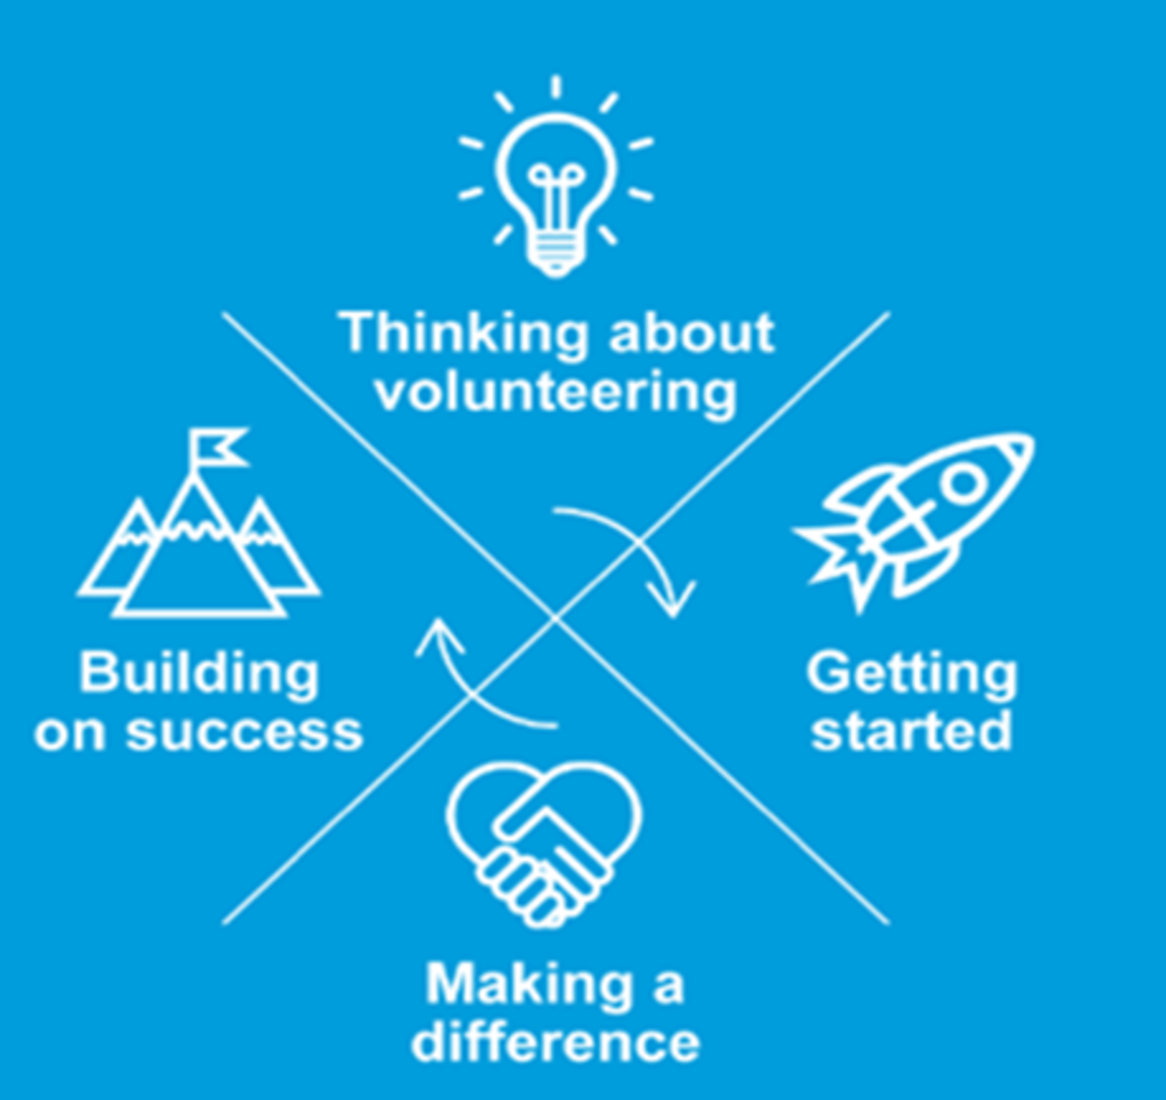 Thinking about
volunteering
Building
on success
Getting
started
Making a
difference